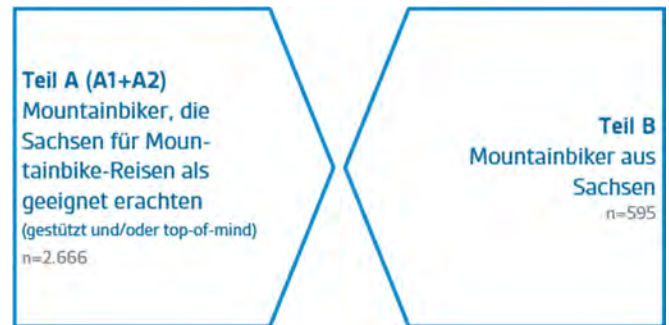 Teil A (A1+A2)
Mountainbiker, die
Sachsen für Moun-
tainbike-Reisen als
geeignet erachten
(gestützt und/oder top-of-mind)
n=2.666
Teil B
Mountainbiker aus
Sachsen
n=595